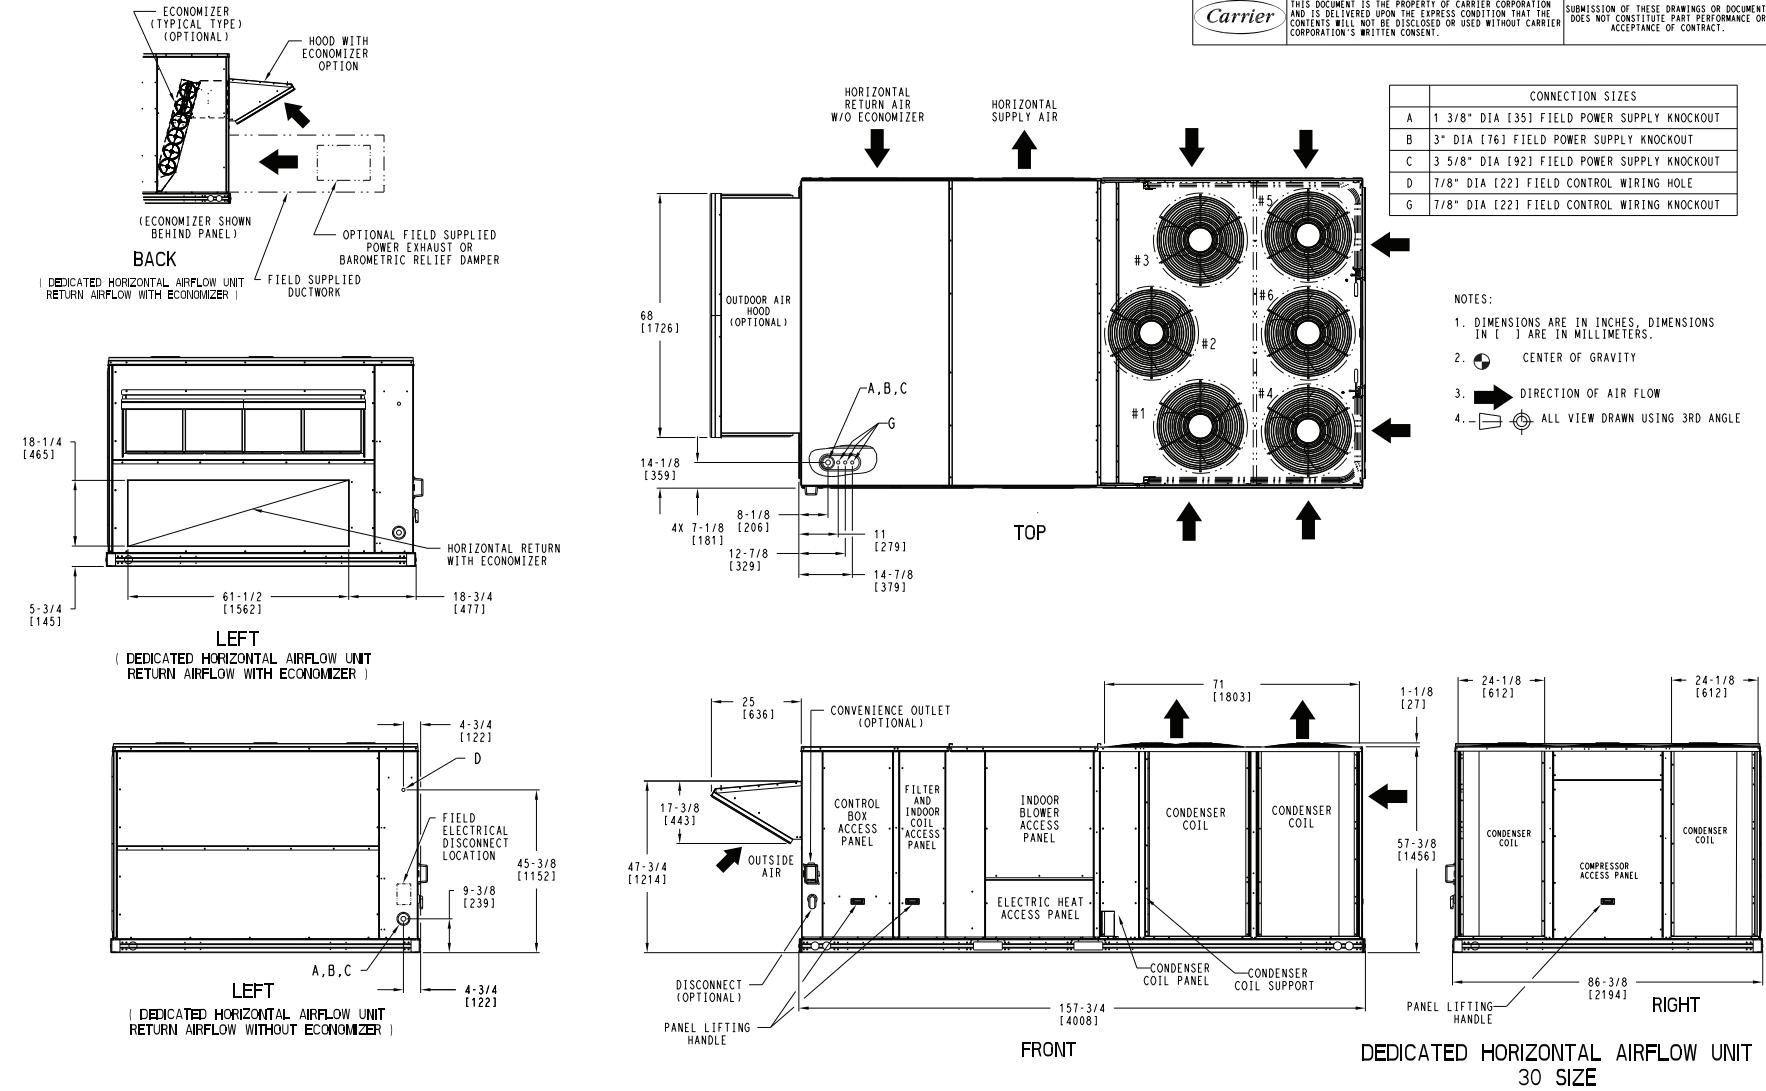 Carrier
THIS DOCUMENT IS THE PROPERTY OF CARRIER CORPORATION
AND IS DELIVERED UPON THE EXPRESS CONDITION THAT THE
CONTENTS WILL NOT BE DISCLOSED OR USED WITHOUT CARRIER
CORPORATION'S WRITTEN CONSENT.
SUBMISSION OF THESE DRAWINGS OR DOCUMENT
DOES NOT CONSTITUTE PART PERFORMANCE OR
ACCEPTANCE OF CONTRACT.
ECONOMIZER
(TYPICAL TYPE)
(OPTIONAL)
HOOD WITH
ECONOMIZER
OPTION
(ECONOMIZER SHOWN
BEHIND PANEL)
OPTIONAL FIELD SUPPLIED
POWER EXHAUST OR
BAROMETRIC RELIEF DAMPER
FIELD SUPPLIED
DUCTWORK
BACK
( DEDICATED HORIZONTAL AIRFLOW UNIT
RETURN AIRFLOW WITH ECONOMIZER )
HORIZONTAL
RETURN AIR
W/O ECONOMIZER
HORIZONTAL
SUPPLY AIR
OUTDOOR AIR
HOOD
(OPTIONAL)
68
[1726]
#5
#3
#6
#2
#4
#1
A,B,C
G
14-1/8
[359]
4X 7-1/8
[181]
8-1/8
[206]
11
[279]
12-7/8
[329]
14-7/8
[379]
TOP
CONNECTION SIZES
A 1 3/8" DIA [35] FIELD POWER SUPPLY KNOCKOUT
B 3" DIA [76] FIELD POWER SUPPLY KNOCKOUT
C 3 5/8" DIA [92] FIELD POWER SUPPLY KNOCKOUT
D 7/8" DIA [22] FIELD CONTROL WIRING HOLE
G 7/8" DIA [22] FIELD CONTROL WIRING KNOCKOUT
NOTES:
1. DIMENSIONS ARE IN INCHES, DIMENSIONS
IN [ ] ARE IN MILLIMETERS.
2. CENTER OF GRAVITY
3. DIRECTION OF AIR FLOW
4. ALL VIEW DRAWN USING 3RD ANGLE
18-1/4
[465]
HORIZONTAL RETURN
WITH ECONOMIZER
5-3/4
[145]
61-1/2
[1562]
18-3/4
[477]
LEFT
( DEDICATED HORIZONTAL AIRFLOW UNIT
RETURN AIRFLOW WITH ECONOMIZER )
4-3/4
[122]
D
FIELD
ELECTRICAL
DISCONNECT
LOCATION
45-3/8
[1152]
9-3/8
[239]
A,B,C
4-3/4
[122]
LEFT
( DEDICATED HORIZONTAL AIRFLOW UNIT
RETURN AIRFLOW WITHOUT ECONOMIZER )
25
[636]
CONVENIENCE OUTLET
(OPTIONAL)
71
[1803]
1-1/8
[27]
17-3/8
[443]
47-3/4
[1214]
OUTSIDE
AIR
CONTROL
BOX
ACCESS
PANEL
FILTER
AND
INDOOR
COIL
ACCESS
PANEL
INDOOR
BLOWER
ACCESS
PANEL
ELECTRIC HEAT
ACCESS PANEL
CONDENSER
COIL
CONDENSER
COIL
57-3/8
[1456]
DISCONNECT
(OPTIONAL)
PANEL LIFTING
HANDLE
CONDENSER
COIL PANEL
CONDENSER
COIL SUPPORT
157-3/4
[4008]
FRONT
24-1/8
[612]
24-1/8
[612]
CONDENSER
COIL
COMPRESSOR
ACCESS PANEL
CONDENSER
COIL
86-3/8
[2194]
PANEL LIFTING
HANDLE
RIGHT
DEDICATED HORIZONTAL AIRFLOW UNIT
30 SIZE